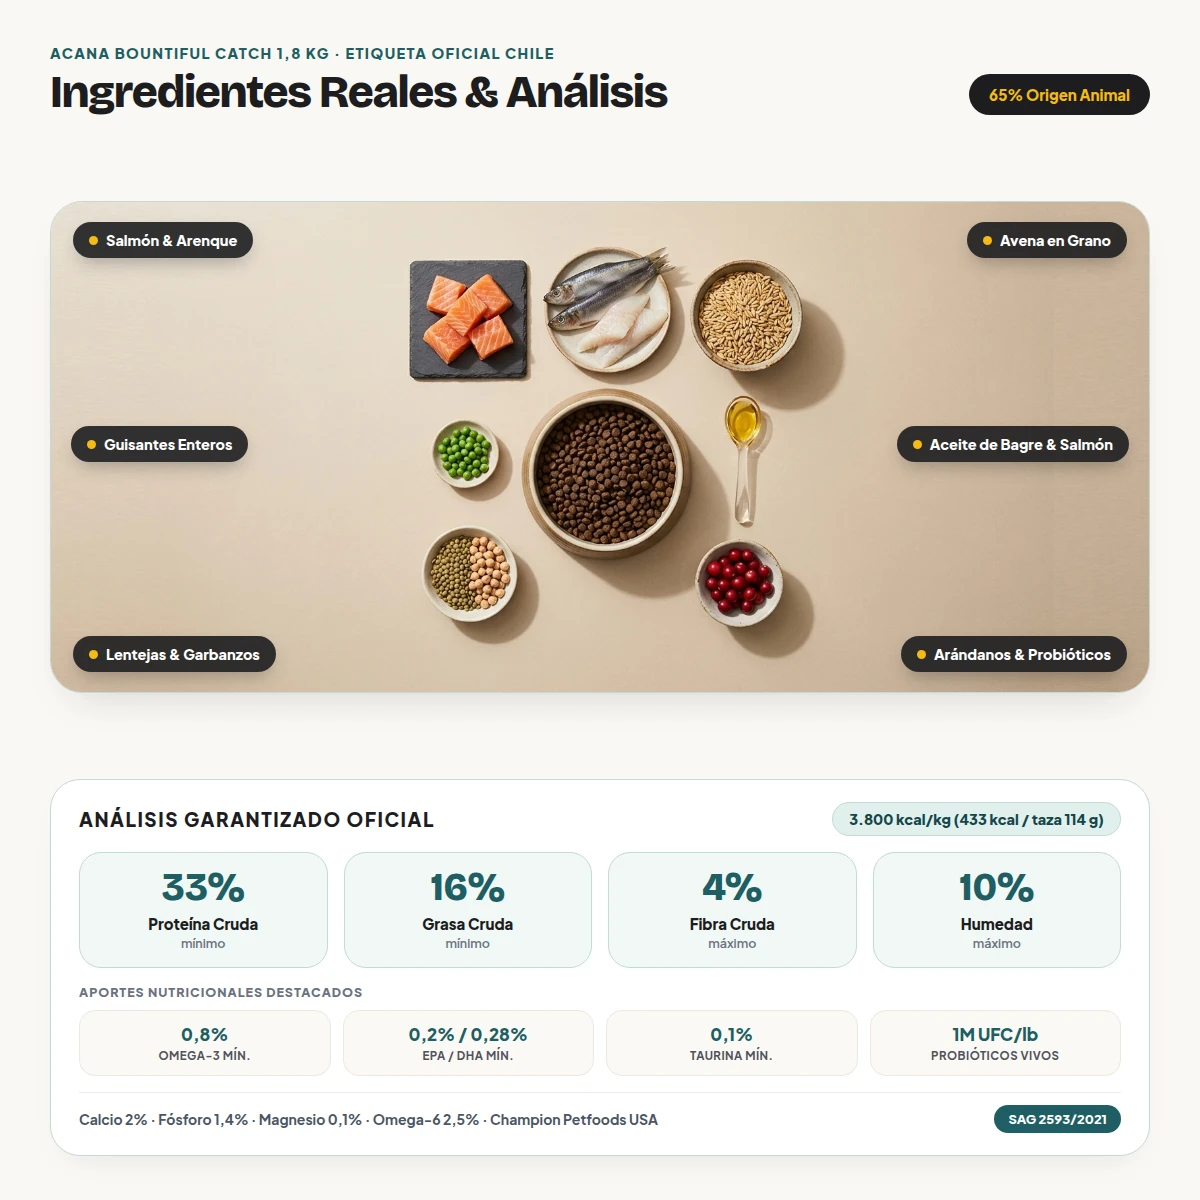 ACANA BOUNTIFUL CATCH 1,8 KG · ETIQUETA OFICIAL CHILE
Ingredientes Reales & Análisis
65% Origen Animal
Salmón & Arenque
Avena en Grano
Guisantes Enteros
Aceite de Bagre & Salmón
Lentejas & Garbanzos
Arándanos & Probióticos
ANÁLISIS GARANTIZADO OFICIAL
3.800 kcal/kg (433 kcal / taza 114 g)
33%
Proteína Cruda
mínimo
16%
Grasa Cruda
mínimo
4%
Fibra Cruda
máximo
10%
Humedad
máximo
APORTES NUTRICIONALES DESTACADOS
0,8%
OMEGA-3 MÍN.
0,2% / 0,28%
EPA / DHA MÍN.
0,1%
TAURINA MÍN.
1M UFC/lb
PROBIÓTICOS VIVOS
Calcio 2% · Fósforo 1,4% · Magnesio 0,1% · Omega-6 2,5% · Champion Petfoods USA
SAG 2593/2021